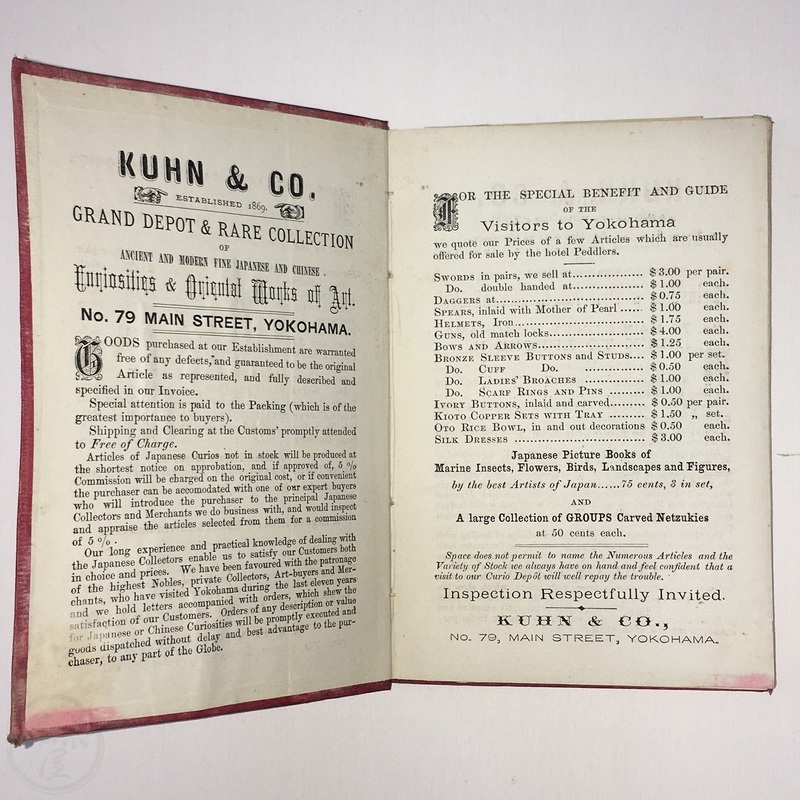 KUHN & CO.
ESTABLISHED 1869.
GRAND DEPOT & RARE COLLECTION
OF
ANCIENT AND MODERN FINE JAPANESE AND CHINESE.
Curiosities & Oriental Works of Art.
No. 79 MAIN STREET, YOKOHAMA.
GOODS purchased at our Establishment are warranted
free of any defects, and guaranteed to be the original
Article as represented, and fully described and
specified in our Invoice.
Special attention is paid to the Packing (which is of the
greatest importance to buyers).
Shipping and Clearing at the Customs' promptly attended
to Free of Charge.
Articles of Japanese Curios not in stock will be produced at
the shortest notice on approbation, and if approved of, 5 %
Commission will be charged on the original cost, or if convenient
the purchaser can be accomodated with one of our expert buyers
who will introduce the purchaser to the principal Japanese
Collectors and Merchants we do business with, and would inspect
and appraise the articles selected from them for a commission
of 5 %.
Our long experience and practical knowledge of dealing with
the Japanese Collectors enable us to satisfy our Customers both
in choice and prices. We have been favoured with the patronage
of the highest Nobles, private Collectors, Art-buyers and Mer-
chants, who have visited Yokohama during the last eleven years
and we hold letters accompanied with orders, which shew the
satisfaction of our Customers. Orders of any description or value
for Japanese or Chinese Curiosities will be promptly executed and
goods dispatched without delay and best advantage to the pur-
chaser, to any part of the Globe.
FOR THE SPECIAL BENEFIT AND GUIDE
OF THE
Visitors to Yokohama
we quote our Prices of a few Articles which are usually
offered for sale by the hotel Peddlers.
SWORDS in pairs, we sell at.................. $ 3.00 per pair.
Do. double handed at.................. $ 1.00 each.
DAGGERS at.................. $ 0.75 each.
SPEARS, inlaid with Mother of Pearl ...... $ 1.00 each.
HELMETS, Iron.................. $ 1.75 each.
GUNS, old match locks.................. $ 4.00 each.
BOWS AND ARROWS.................. $ 1.25 each.
BRONZE SLEEVE BUTTONS AND STUDS.... $ 1.00 per set.
Do. CUFF Do. .................. $ 0.50 each.
Do. LADIES' BROACHES .............. $ 1.00 each.
Do. SCARF RINGS AND PINS ......... $ 1.00 each.
IVORY BUTTONS, inlaid and carved.......... $ 0.50 per pair.
KIOTO COPPER SETS WITH TRAY ......... $ 1.50 „ set.
OTO RICE BOWL, in and out decorations $ 0.50 each.
SILK DRESSES .................. $ 3.00 each.
Japanese Picture Books of
Marine Insects, Flowers, Birds, Landscapes and Figures,
by the best Artists of Japan.....75 cents, 3 in set,
AND
A large Collection of GROUPS Carved Netzukies
at 50 cents each.
Space does not permit to name the Numerous Articles and the
Variety of Stock we always have on hand and feel confident that a
visit to our Curio Depôt will well repay the trouble.
Inspection Respectfully Invited.
KUHN & CO.,
No. 79, MAIN STREET, YOKOHAMA.